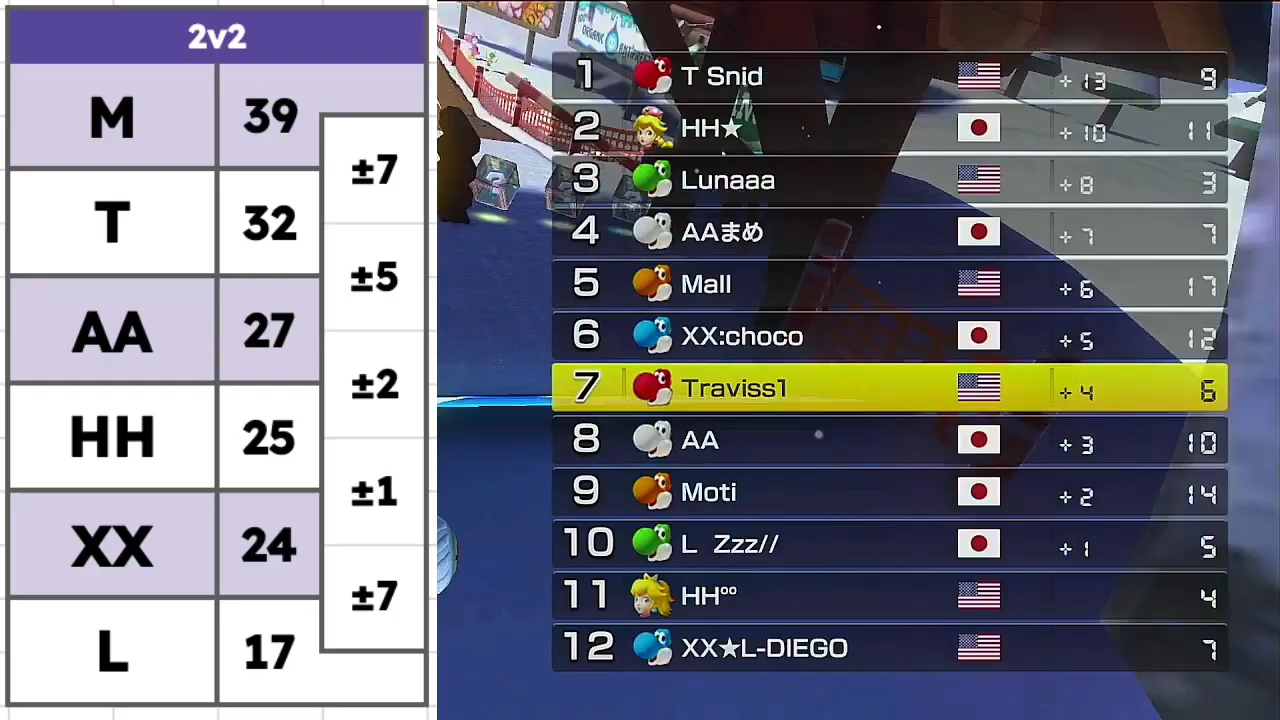 2v2
M 39
±7
T 32
±5
AA 27
±2
HH 25
±1
XX 24
±7
L 17
ORGANIC
1 T Snid +13 9
2 HH★ +10 11
3 Lunaaa +8 3
4 AAまめ +7 7
5 Mall +6 17
6 XX:choco +5 12
7 Traviss1 +4 6
8 AA +3 10
9 Moti +2 14
10 L Zzz// +1 5
11 HH°° 4
12 XX★L-DIEGO 7